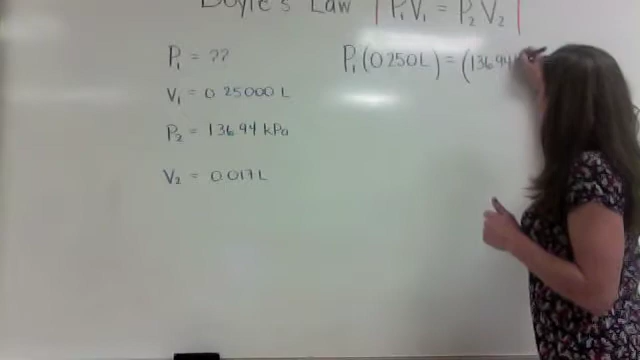 Boyle's Law | P₁V₁ = P₂V₂ |
P₁ = ??
P₁(0.250L) = (136.94
V₁ = 0.25000 L
P₂ = 136.94 kPa
V₂ = 0.017L